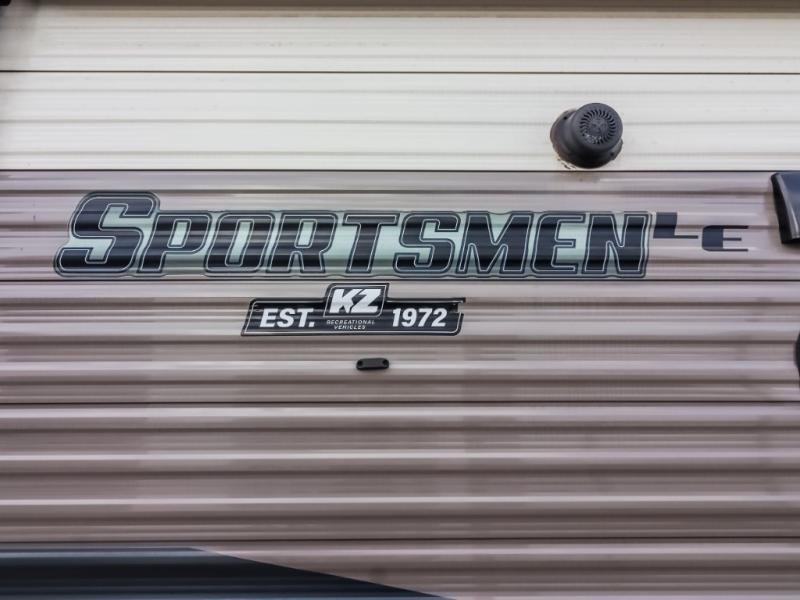 SPORTSMEN LE
KZ
EST. RECREATIONAL VEHICLES 1972